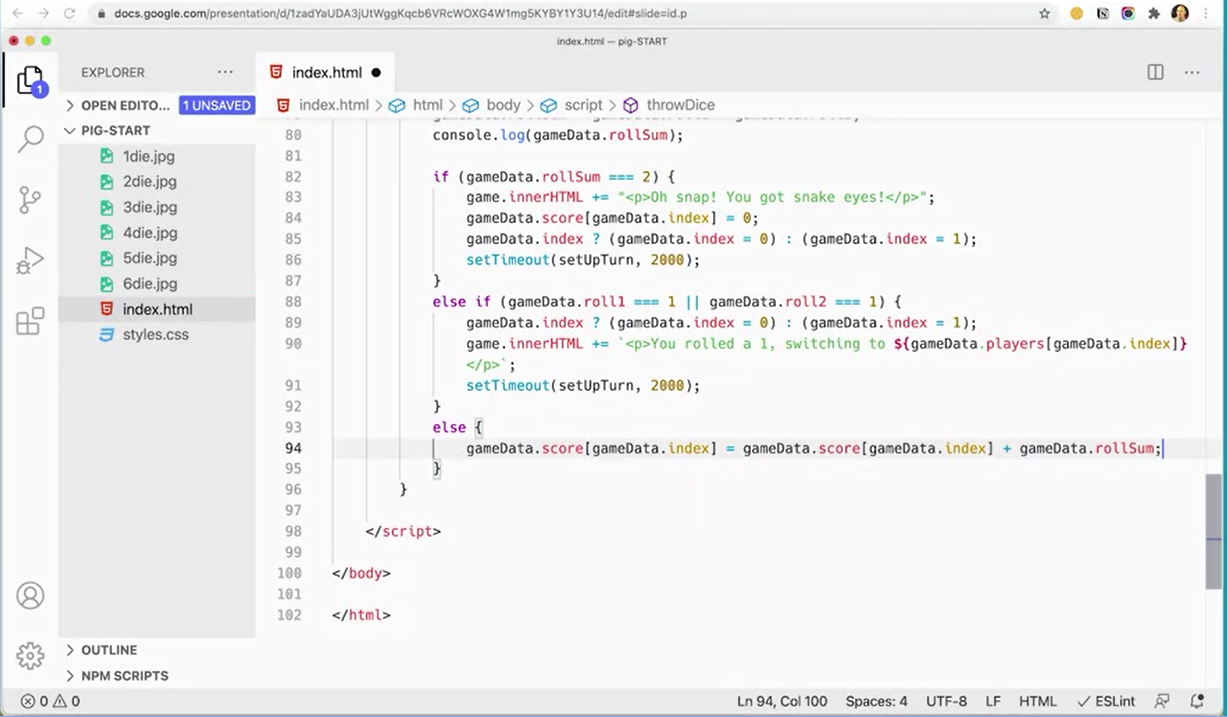 docs.google.com/presentation/d/1zadYaUDA3jUtWggKqcb6VRcWOXG4W1mg5KYBY1Y3U14/edit#slide=id.p
index.html — pig-START
EXPLORER
index.html
OPEN EDITO... 1 UNSAVED
index.html > html > body > script > throwDice
PIG-START
1die.jpg
2die.jpg
3die.jpg
4die.jpg
5die.jpg
6die.jpg
index.html
styles.css
80 console.log(gameData.rollSum);
81
82 if (gameData.rollSum === 2) {
83 game.innerHTML += "<p>Oh snap! You got snake eyes!</p>";
84 gameData.score[gameData.index] = 0;
85 gameData.index ? (gameData.index = 0) : (gameData.index = 1);
86 setTimeout(setUpTurn, 2000);
87 }
88 else if (gameData.roll1 === 1 || gameData.roll2 === 1) {
89 gameData.index ? (gameData.index = 0) : (gameData.index = 1);
90 game.innerHTML += `<p>You rolled a 1, switching to ${gameData.players[gameData.index]}
</p>`;
91 setTimeout(setUpTurn, 2000);
92 }
93 else {
94 gameData.score[gameData.index] = gameData.score[gameData.index] + gameData.rollSum;
95 }
96 }
97
98 </script>
99
100 </body>
101
102 </html>
OUTLINE
NPM SCRIPTS
0 0 Ln 94, Col 100 Spaces: 4 UTF-8 LF HTML ESLint
1